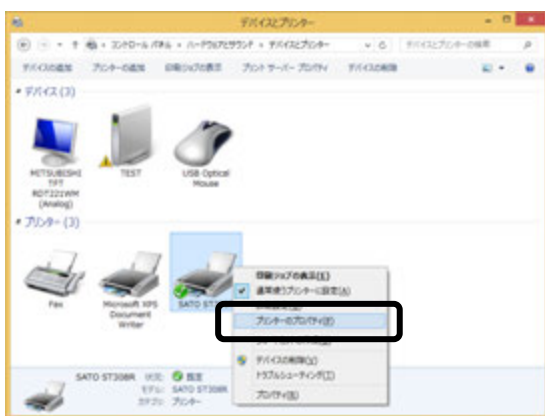 デバイスとプリンター
コントロール パネル ▸ ハードウェアとサウンド ▸ デバイスとプリンター
デバイスとプリンターの検索
デバイスの追加 プリンターの追加 印刷ジョブの表示 プリント サーバー プロパティ デバイスの削除
デバイス (3)
MITSUBISHI
RDT221WM
(Analog)
TEST
USB Optical
Mouse
プリンター (3)
Fax
Microsoft XPS
Document
Writer
SATO ST3
印刷ジョブの表示(E)
通常使うプリンターに設定(A)
プリンターのプロパティ(P)
デバイスの削除(V)
トラブルシューティング(T)
プロパティ(R)
SATO ST308R 状態: 既定
モデル: SATO ST308R
カテゴリ: プリンター